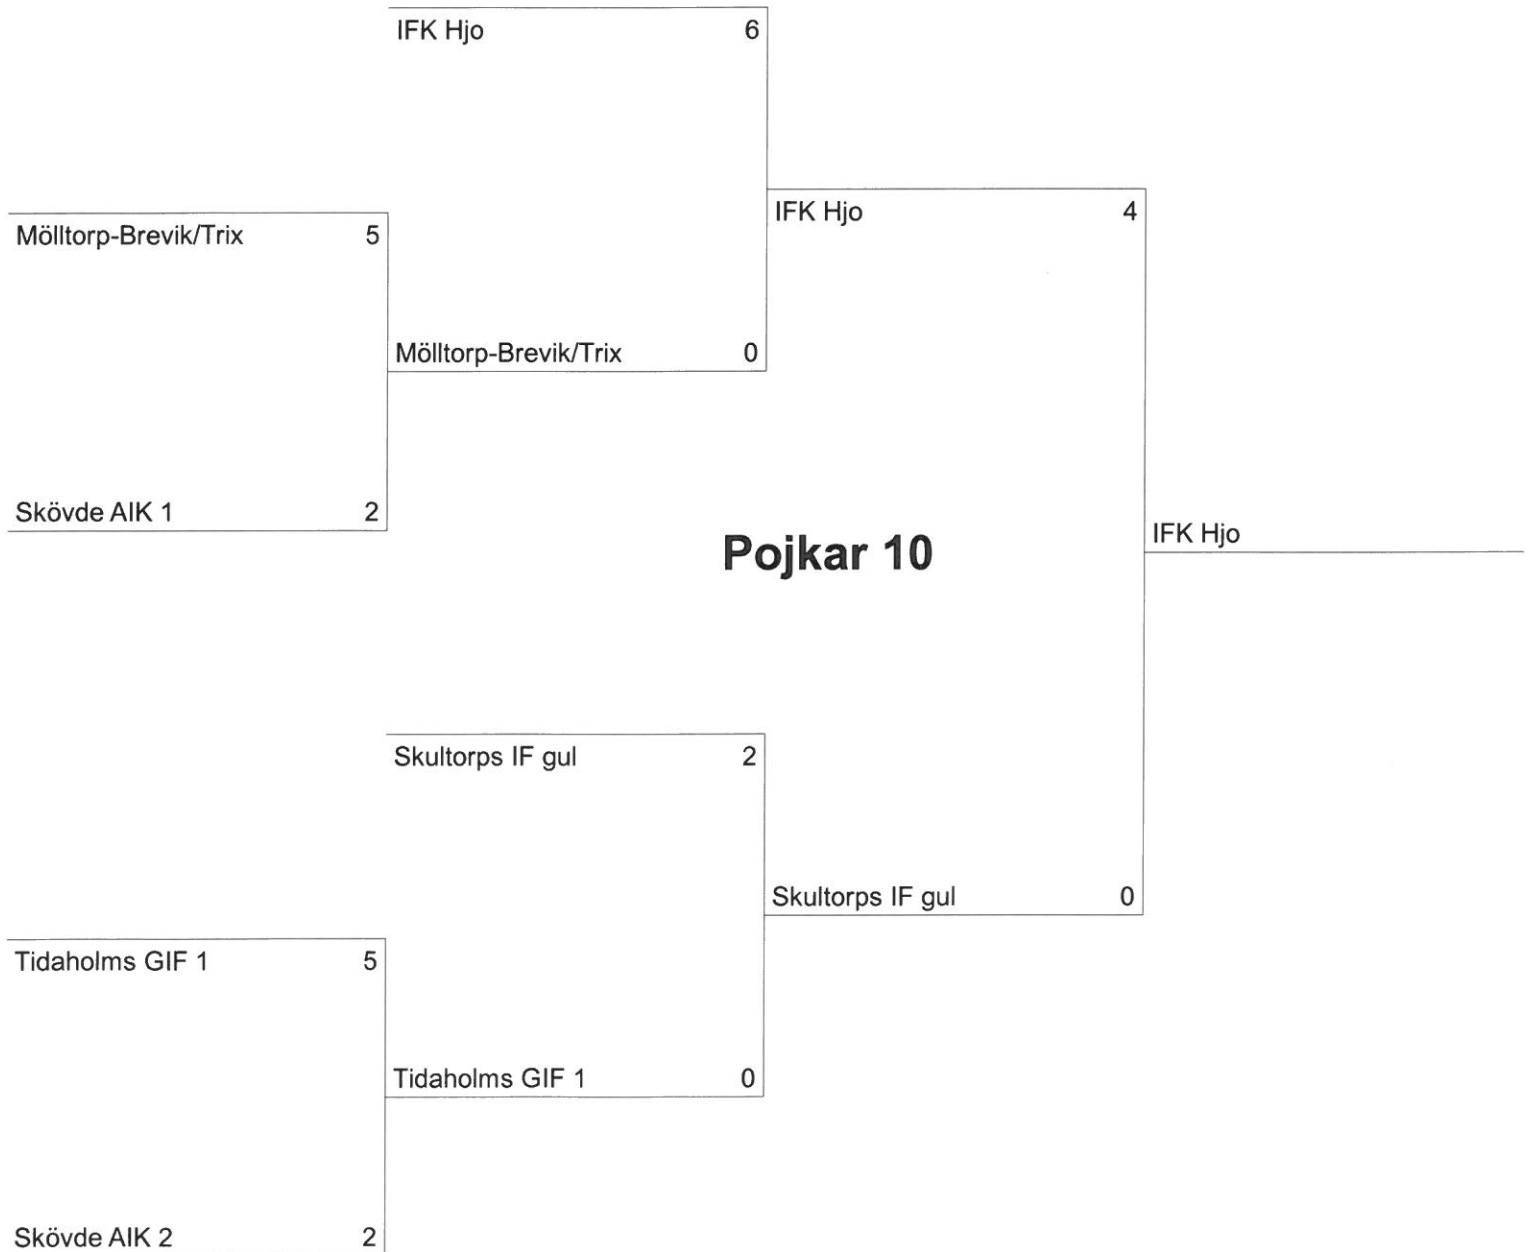 IFK Hjo 6
IFK Hjo 4
Mölltorp-Brevik/Trix 5
Mölltorp-Brevik/Trix 0
Skövde AIK 1 2
IFK Hjo
Pojkar 10
Skultorps IF gul 2
Skultorps IF gul 0
Tidaholms GIF 1 5
Tidaholms GIF 1 0
Skövde AIK 2 2